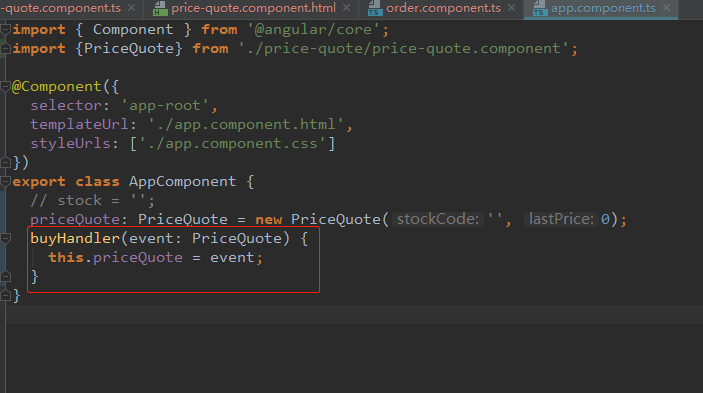 -quote.component.ts × price-quote.component.html × order.component.ts × app.component.ts ×
import { Component } from '@angular/core';
import {PriceQuote} from './price-quote/price-quote.component';
@Component({
selector: 'app-root',
templateUrl: './app.component.html',
styleUrls: ['./app.component.css']
})
export class AppComponent {
// stock = '';
priceQuote: PriceQuote = new PriceQuote( stockCode: '', lastPrice: 0);
buyHandler(event: PriceQuote) {
this.priceQuote = event;
}
}